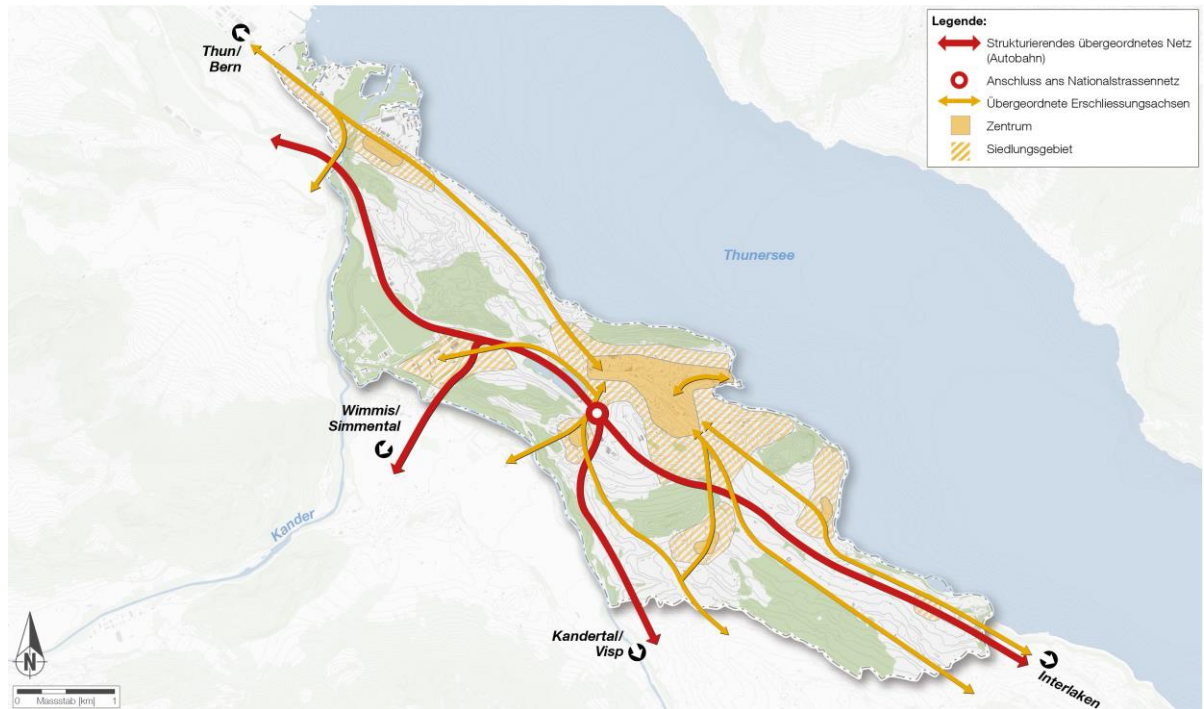 Thun/
Bern
Legende:
Strukturierendes übergeordnetes Netz
(Autobahn)
Anschluss ans Nationalstrassennetz
Übergeordnete Erschliessungsachsen
Zentrum
Siedlungsgebiet
Thunersee
Wimmis/
Simmental
Kander
Kandertal/
Visp
Interlaken
N
0 Massstab [km] 1